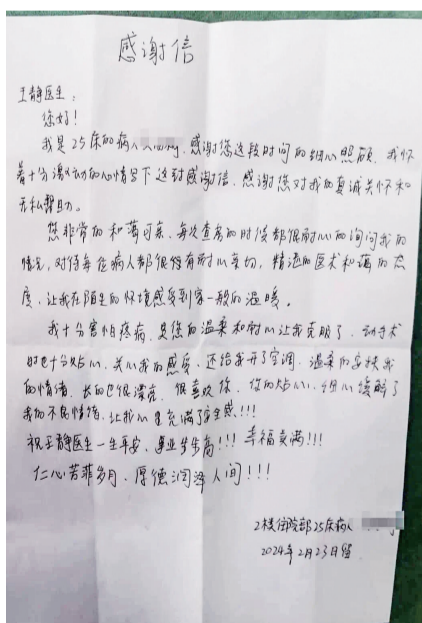 感谢信
王静医生:
您好!
我是25床的病人 感谢您这段时间的细心照顾,我怀
着十分激动的心情写下这封感谢信,感谢您对我的真诚关怀和
无私帮助。
您非常的和蔼可亲,每次查房的时候都很耐心的询问我的
情况,对待每位病人都很特有耐心亲切,精湛的医术和蔼的态
度,让我在陌生的怀境感受到家一般的温暖。
我十分害怕疼病,是您的温柔和耐心让我克服了,动手术
时也十分贴心,关心我的感受,还给我开了空调,温柔的安抚我
的情绪,长的也很漂亮,很喜欢你,你的贴心,细心缓解了
我的不良情绪,让我心里充满了安全感!!!
祝王静医生一生平安,事业步步高!!!幸福美满!!!
仁心苦菲岁月,厚德润泽人间!!!
2楼住院部25床病人
2024年2月23日留